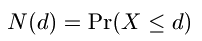 N(d) = Pr(X ≤ d)